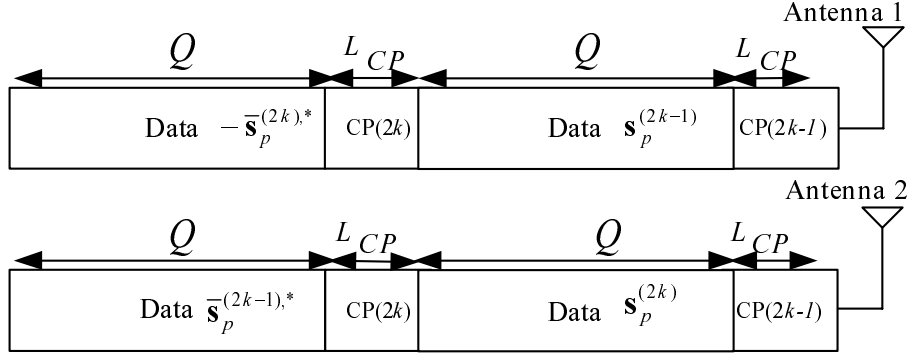 Antenna 1
Q L CP Q L CP
Data −s̄ₚ^{(2k),*} CP(2k) Data sₚ^{(2k−1)} CP(2k-1)
Antenna 2
Q L CP Q L CP
Data s̄ₚ^{(2k−1),*} CP(2k) Data sₚ^{(2k)} CP(2k-1)